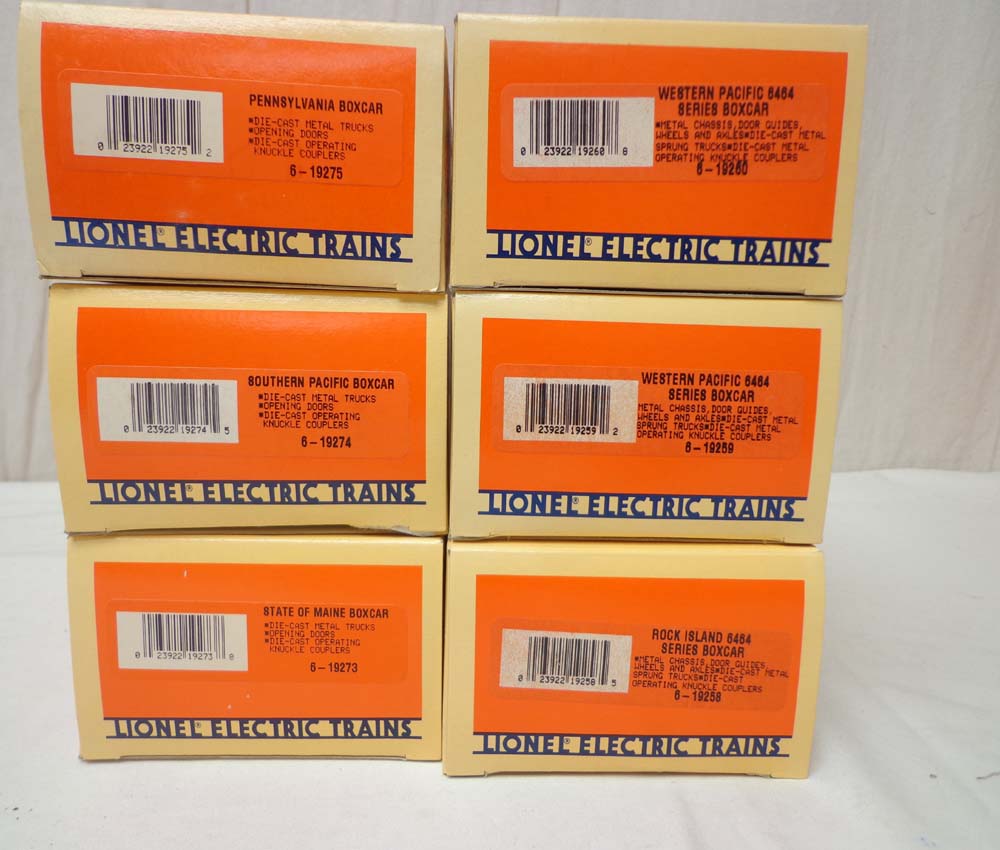 PENNSYLVANIA BOXCAR
*DIE-CAST METAL TRUCKS
*OPENING DOORS
*DIE-CAST OPERATING
KNUCKLE COUPLERS
6-19275
0 23922 19275 2
LIONEL® ELECTRIC TRAINS
WESTERN PACIFIC 6464
SERIES BOXCAR
*METAL CHASSIS, DOOR GUIDES,
WHEELS AND AXLES*DIE-CAST METAL
SPRUNG TRUCKS*DIE-CAST METAL
OPERATING KNUCKLE COUPLERS
6-19260
0 23922 19260 8
LIONEL® ELECTRIC TRAINS
SOUTHERN PACIFIC BOXCAR
*DIE-CAST METAL TRUCKS
*OPENING DOORS
*DIE-CAST OPERATING
KNUCKLE COUPLERS
6-19274
0 23922 19274 5
LIONEL® ELECTRIC TRAINS
WESTERN PACIFIC 6464
SERIES BOXCAR
METAL CHASSIS, DOOR GUIDES,
WHEELS AND AXLES*DIE-CAST METAL
SPRUNG TRUCKS*DIE-CAST METAL
OPERATING KNUCKLE COUPLERS
6-19259
0 23922 19259 2
LIONEL® ELECTRIC TRAINS
STATE OF MAINE BOXCAR
*DIE-CAST METAL TRUCKS
*OPENING DOORS
*DIE-CAST OPERATING
KNUCKLE COUPLERS
6-19273
0 23922 19273 8
LIONEL® ELECTRIC TRAINS
ROCK ISLAND 6464
SERIES BOXCAR
*METAL CHASSIS, DOOR GUIDES,
WHEELS AND AXLES*DIE-CAST METAL
SPRUNG TRUCKS*DIE-CAST
OPERATING KNUCKLE COUPLERS
6-19258
0 23922 19258 5
LIONEL® ELECTRIC TRAINS